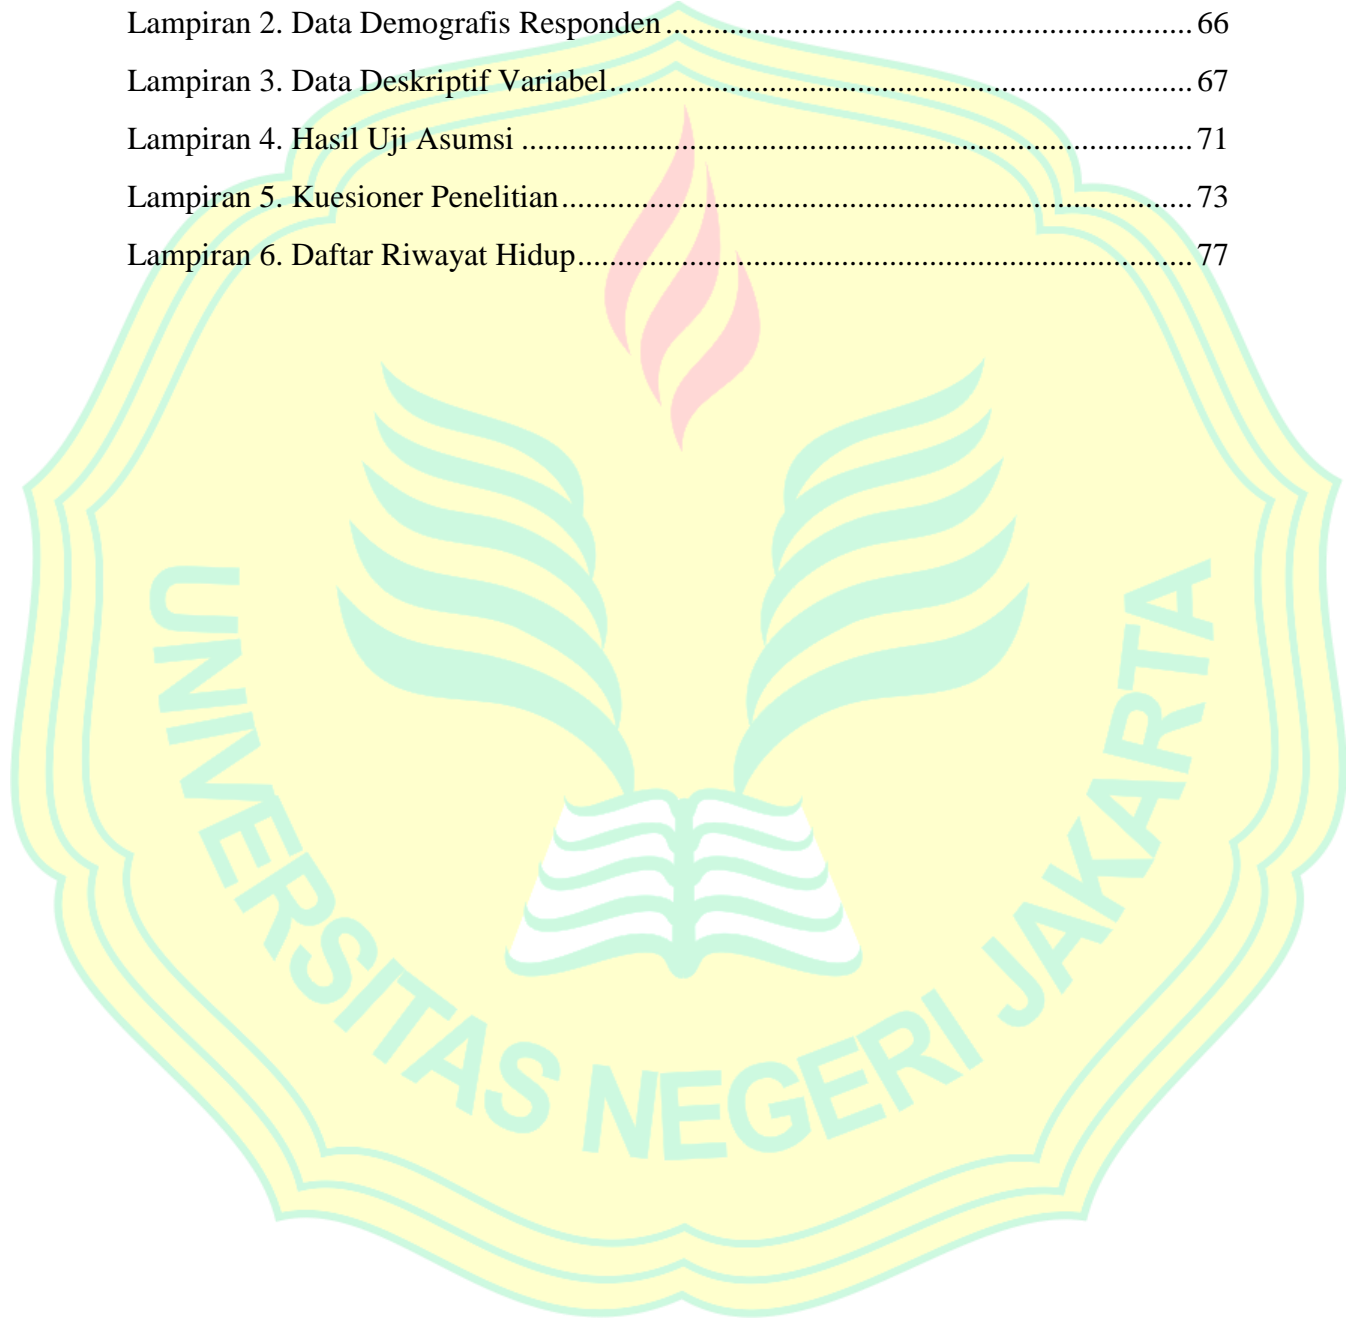 Lampiran 2. Data Demografis Responden ................................................................. 66
Lampiran 3. Data Deskriptif Variabel........................................................................ 67
Lampiran 4. Hasil Uji Asumsi ................................................................................... 71
Lampiran 5. Kuesioner Penelitian .............................................................................. 73
Lampiran 6. Daftar Riwayat Hidup............................................................................ 77
UNIVERSITAS NEGERI JAKARTA